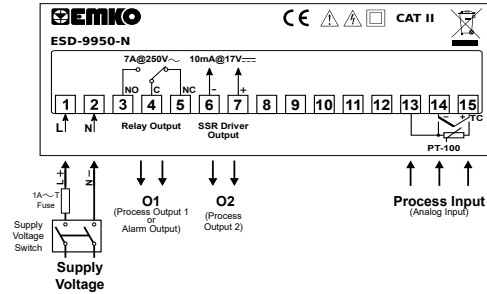 EMKO
CE CAT II
ESD-9950-N
7A@250V~ 10mA@17V
NO C NC − +
1 2 3 4 5 6 7 8 9 10 11 12 13 14 15
L N Relay Output SSR Driver − + TC
Output
PT-100
L + N −
1A~T
Fuse
O1
(Process Output 1
or
Alarm Output)
O2
(Process
Output 2)
Process Input
(Analog Input)
Supply
Voltage
Switch
Supply
Voltage